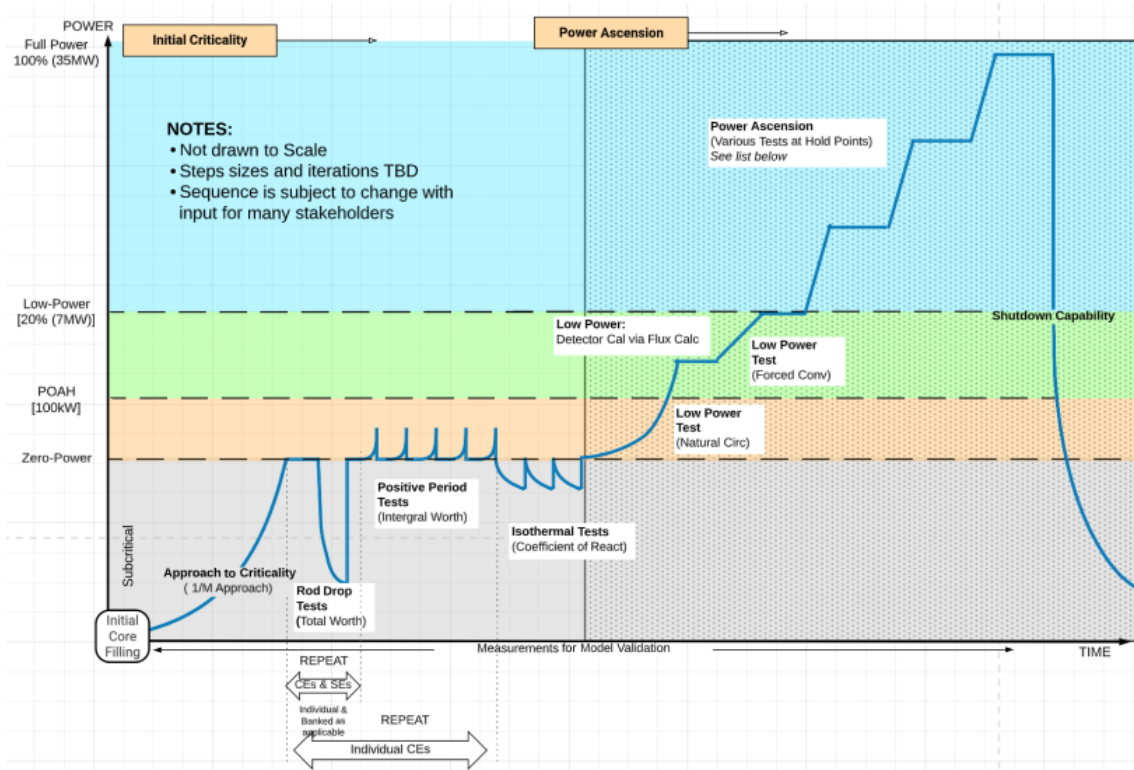 POWER
Full Power
100% (35MW)
Initial Criticality
Power Ascension
NOTES:
• Not drawn to Scale
• Steps sizes and iterations TBD
• Sequence is subject to change with
input for many stakeholders
Power Ascension
(Various Tests at Hold Points)
See list below
Low-Power
[20% (7MW)]
Shutdown Capability
Low Power:
Detector Cal via Flux Calc
Low Power
Test
(Forced Conv)
POAH
[100kW]
Low Power
Test
(Natural Circ)
Zero-Power
Positive Period
Tests
(Intergral Worth)
Isothermal Tests
(Coefficient of React)
Subcritical
Approach to Criticality
( 1/M Approach)
Rod Drop
Tests
(Total Worth)
Initial
Core
Filling
Measurements for Model Validation
TIME
REPEAT
CEs & SEs
Individual &
Banked as
applicable
REPEAT
Individual CEs